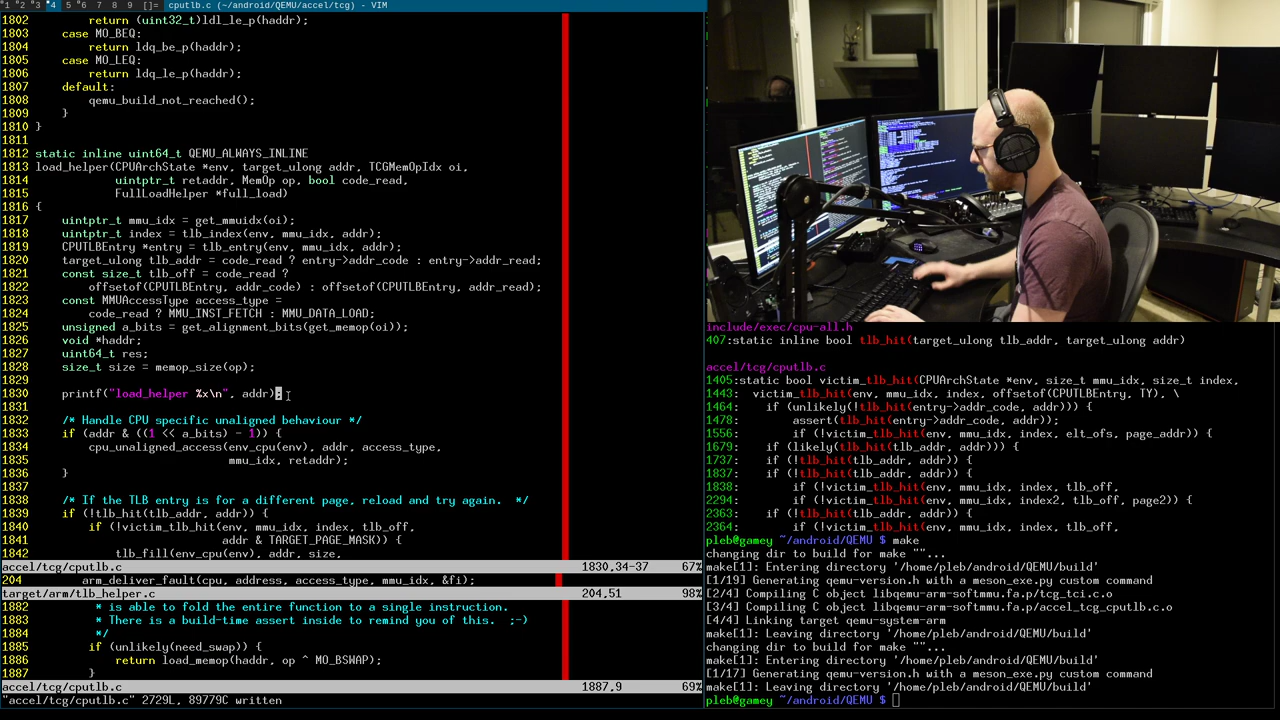 1 2 3 4 5 6 7 8 9 []= cputlb.c (~/android/QEMU/accel/tcg) - VIM
1802 return (uint32_t)ldl_le_p(haddr);
1803 case MO_BEQ:
1804 return ldq_be_p(haddr);
1805 case MO_LEQ:
1806 return ldq_le_p(haddr);
1807 default:
1808 qemu_build_not_reached();
1809 }
1810 }
1811
1812 static inline uint64_t QEMU_ALWAYS_INLINE
1813 load_helper(CPUArchState *env, target_ulong addr, TCGMemOpIdx oi,
1814 uintptr_t retaddr, MemOp op, bool code_read,
1815 FullLoadHelper *full_load)
1816 {
1817 uintptr_t mmu_idx = get_mmuidx(oi);
1818 uintptr_t index = tlb_index(env, mmu_idx, addr);
1819 CPUTLBEntry *entry = tlb_entry(env, mmu_idx, addr);
1820 target_ulong tlb_addr = code_read ? entry->addr_code : entry->addr_read;
1821 const size_t tlb_off = code_read ?
1822 offsetof(CPUTLBEntry, addr_code) : offsetof(CPUTLBEntry, addr_read);
1823 const MMUAccessType access_type =
1824 code_read ? MMU_INST_FETCH : MMU_DATA_LOAD;
1825 unsigned a_bits = get_alignment_bits(get_memop(oi));
1826 void *haddr;
1827 uint64_t res;
1828 size_t size = memop_size(op);
1829
1830 printf("load_helper %x\n", addr);
1831
1832 /* Handle CPU specific unaligned behaviour */
1833 if (addr & ((1 << a_bits) - 1)) {
1834 cpu_unaligned_access(env_cpu(env), addr, access_type,
1835 mmu_idx, retaddr);
1836 }
1837
1838 /* If the TLB entry is for a different page, reload and try again. */
1839 if (!tlb_hit(tlb_addr, addr)) {
1840 if (!victim_tlb_hit(env, mmu_idx, index, tlb_off,
1841 addr & TARGET_PAGE_MASK)) {
1842 tlb_fill(env_cpu(env), addr, size,
accel/tcg/cputlb.c 1830,34-37 67%
204 arm_deliver_fault(cpu, address, access_type, mmu_idx, &fi);
target/arm/tlb_helper.c 204,51 98%
1882 * is able to fold the entire function to a single instruction.
1883 * There is a build-time assert inside to remind you of this. ;-)
1884 */
1885 if (unlikely(need_swap)) {
1886 return load_memop(haddr, op ^ MO_BSWAP);
1887 }
accel/tcg/cputlb.c 1887,9 69%
"accel/tcg/cputlb.c" 2729L, 89779C written
include/exec/cpu-all.h
407:static inline bool tlb_hit(target_ulong tlb_addr, target_ulong addr)
accel/tcg/cputlb.c
1405:static bool victim_tlb_hit(CPUArchState *env, size_t mmu_idx, size_t index,
1443: victim_tlb_hit(env, mmu_idx, index, offsetof(CPUTLBEntry, TY), \
1464: if (unlikely(!tlb_hit(entry->addr_code, addr))) {
1478: assert(tlb_hit(entry->addr_code, addr));
1556: if (!victim_tlb_hit(env, mmu_idx, index, elt_ofs, page_addr)) {
1679: if (likely(tlb_hit(tlb_addr, addr))) {
1737: if (!tlb_hit(tlb_addr, addr)) {
1837: if (!tlb_hit(tlb_addr, addr)) {
1838: if (!victim_tlb_hit(env, mmu_idx, index, tlb_off,
2294: if (!victim_tlb_hit(env, mmu_idx, index2, tlb_off, page2)) {
2363: if (!tlb_hit(tlb_addr, addr)) {
2364: if (!victim_tlb_hit(env, mmu_idx, index, tlb_off,
pleb@gamey ~/android/QEMU $ make
changing dir to build for make ""...
make[1]: Entering directory '/home/pleb/android/QEMU/build'
[1/19] Generating qemu-version.h with a meson_exe.py custom command
[2/4] Compiling C object libqemu-arm-softmmu.fa.p/tcg_tci.c.o
[3/4] Compiling C object libqemu-arm-softmmu.fa.p/accel_tcg_cputlb.c.o
[4/4] Linking target qemu-system-arm
make[1]: Leaving directory '/home/pleb/android/QEMU/build'
changing dir to build for make ""...
make[1]: Entering directory '/home/pleb/android/QEMU/build'
[1/17] Generating qemu-version.h with a meson_exe.py custom command
make[1]: Leaving directory '/home/pleb/android/QEMU/build'
pleb@gamey ~/android/QEMU $